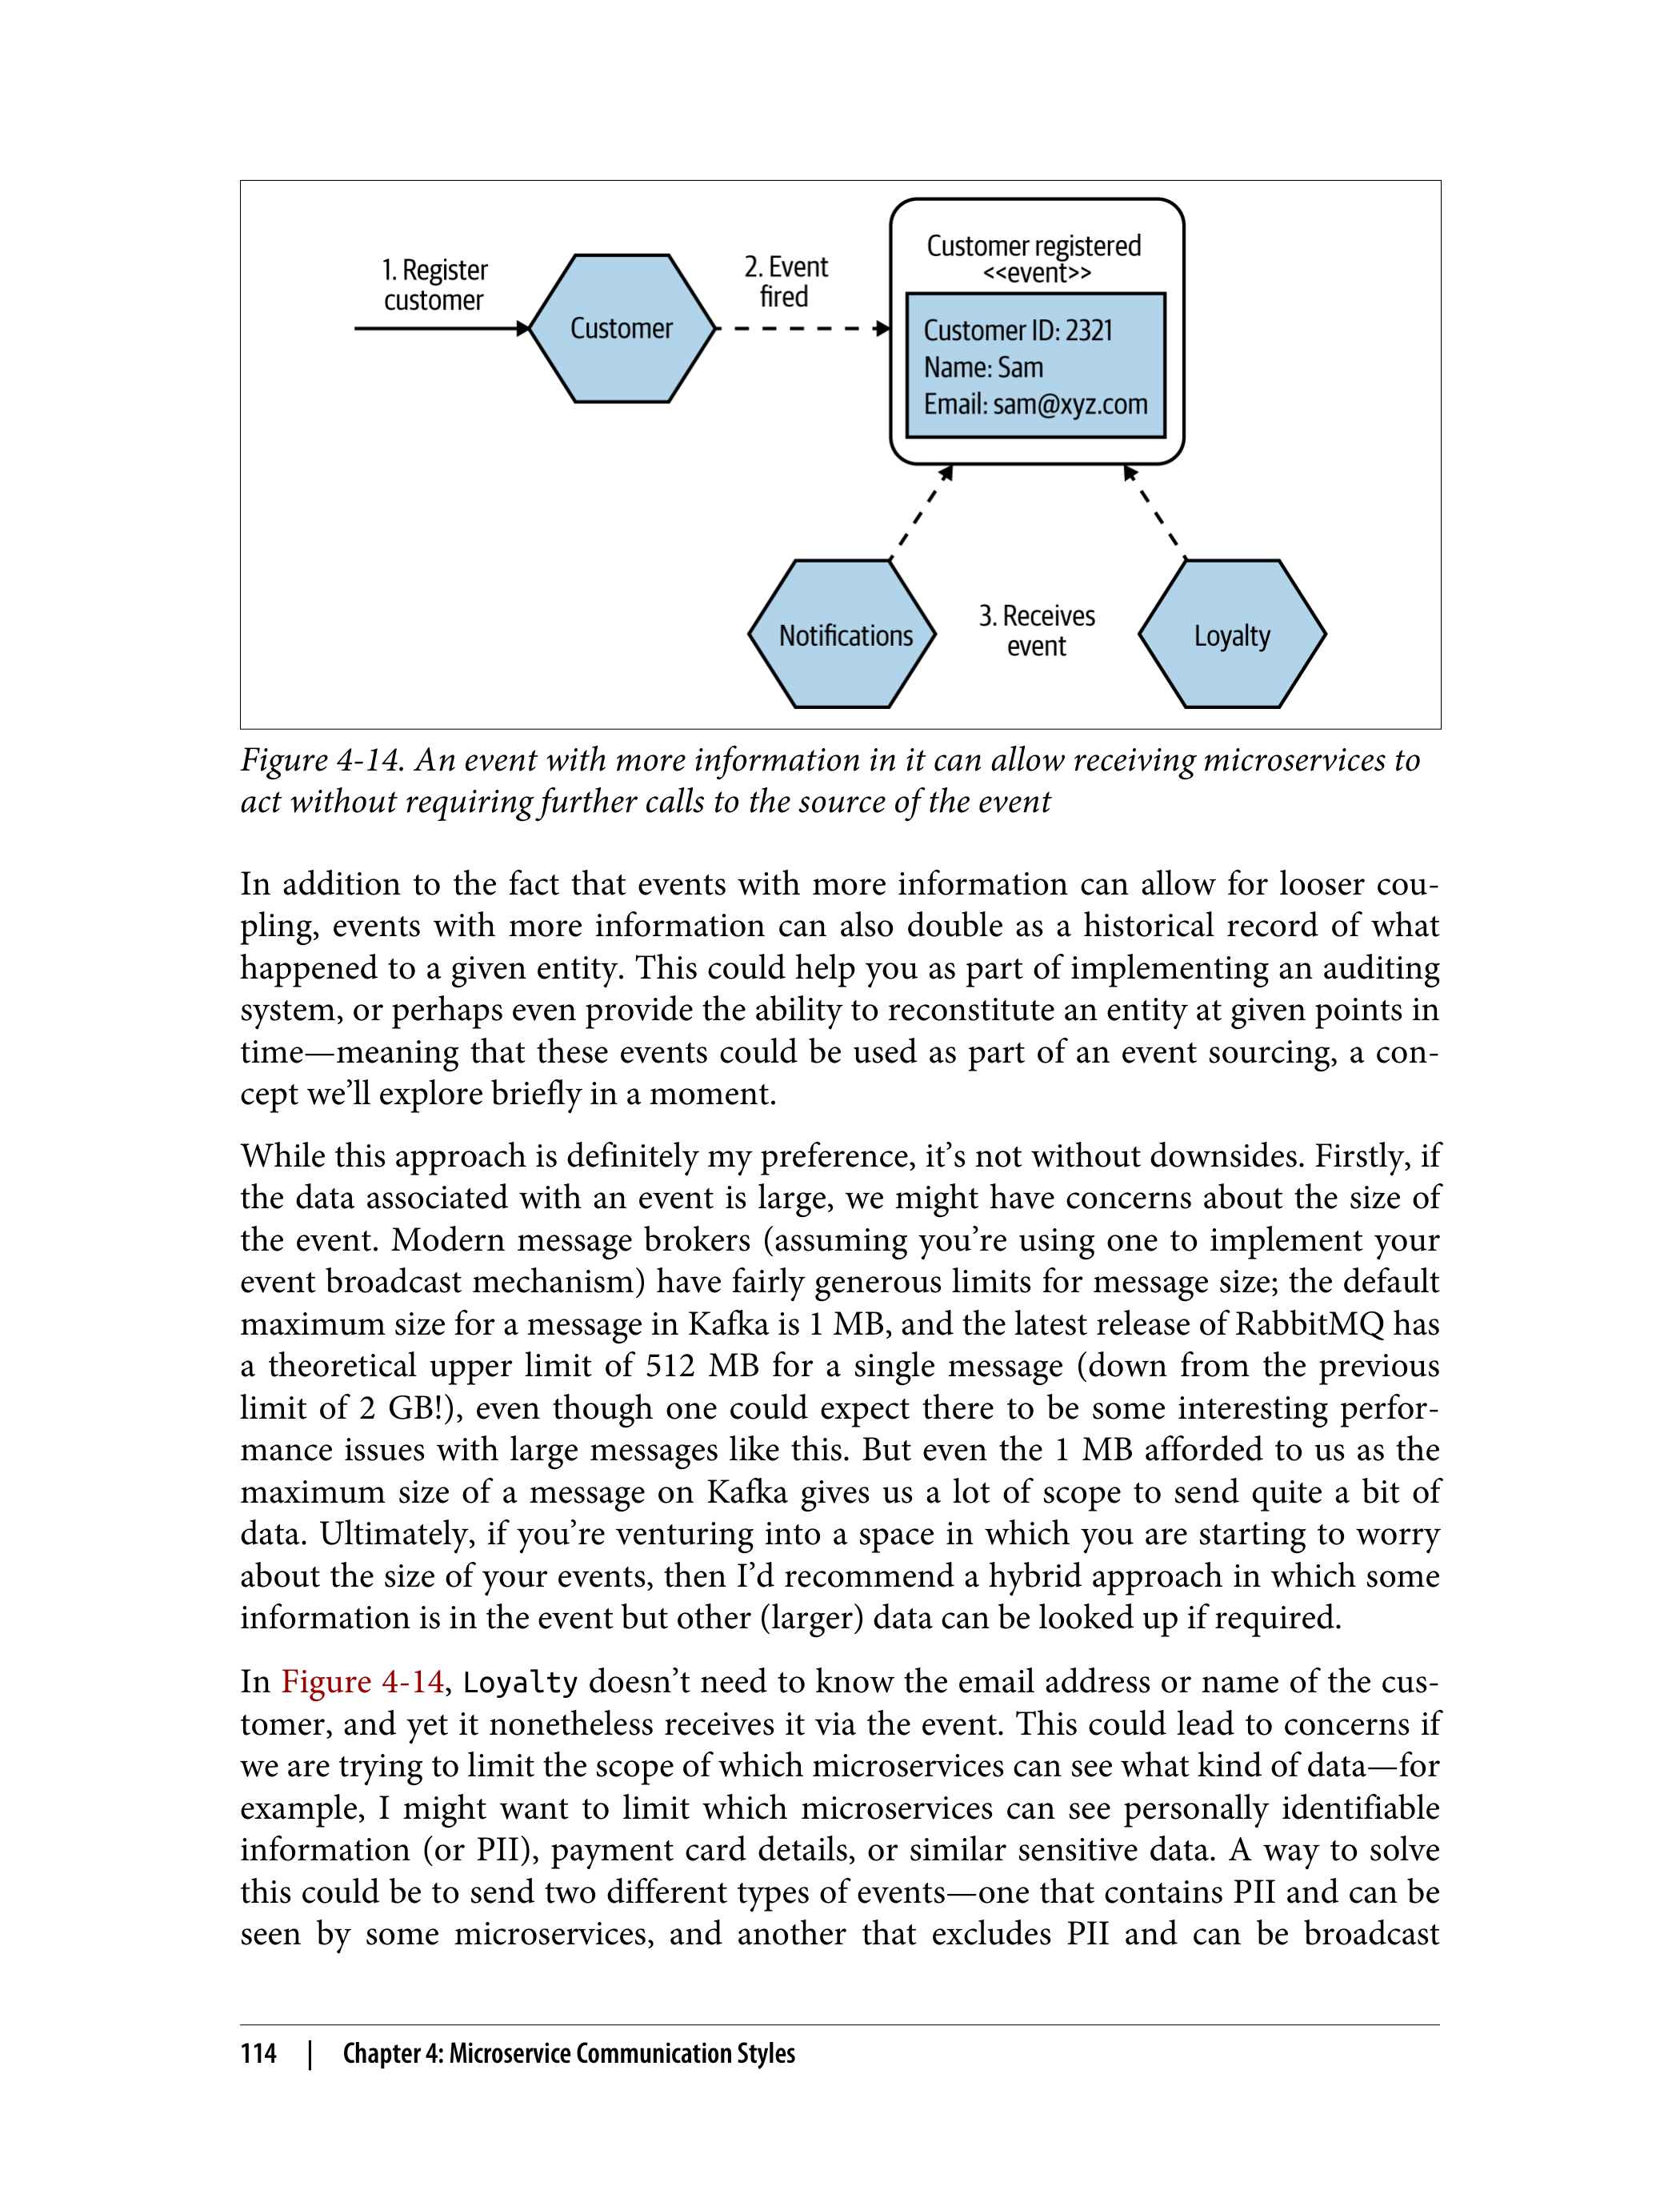 1. Register
customer
Customer
2. Event
fired
Customer registered
<<event>>
Customer ID: 2321
Name: Sam
Email: sam@xyz.com
Notifications
3. Receives
event
Loyalty
Figure 4-14. An event with more information in it can allow receiving microservices to
act without requiring further calls to the source of the event
In addition to the fact that events with more information can allow for looser cou-
pling, events with more information can also double as a historical record of what
happened to a given entity. This could help you as part of implementing an auditing
system, or perhaps even provide the ability to reconstitute an entity at given points in
time—meaning that these events could be used as part of an event sourcing, a con-
cept we’ll explore briefly in a moment.
While this approach is definitely my preference, it’s not without downsides. Firstly, if
the data associated with an event is large, we might have concerns about the size of
the event. Modern message brokers (assuming you’re using one to implement your
event broadcast mechanism) have fairly generous limits for message size; the default
maximum size for a message in Kafka is 1 MB, and the latest release of RabbitMQ has
a theoretical upper limit of 512 MB for a single message (down from the previous
limit of 2 GB!), even though one could expect there to be some interesting perfor-
mance issues with large messages like this. But even the 1 MB afforded to us as the
maximum size of a message on Kafka gives us a lot of scope to send quite a bit of
data. Ultimately, if you’re venturing into a space in which you are starting to worry
about the size of your events, then I’d recommend a hybrid approach in which some
information is in the event but other (larger) data can be looked up if required.
In Figure 4-14, Loyalty doesn’t need to know the email address or name of the cus-
tomer, and yet it nonetheless receives it via the event. This could lead to concerns if
we are trying to limit the scope of which microservices can see what kind of data—for
example, I might want to limit which microservices can see personally identifiable
information (or PII), payment card details, or similar sensitive data. A way to solve
this could be to send two different types of events—one that contains PII and can be
seen by some microservices, and another that excludes PII and can be broadcast
114 | Chapter 4: Microservice Communication Styles